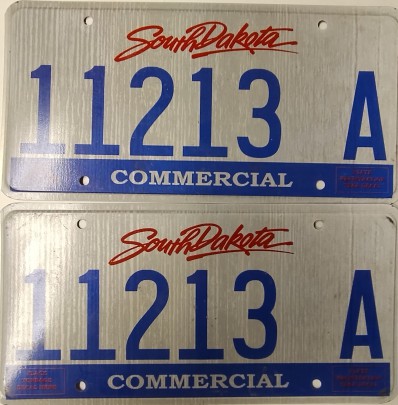 South Dakota
11213 A
COMMERCIAL
South Dakota
11213 A
COMMERCIAL